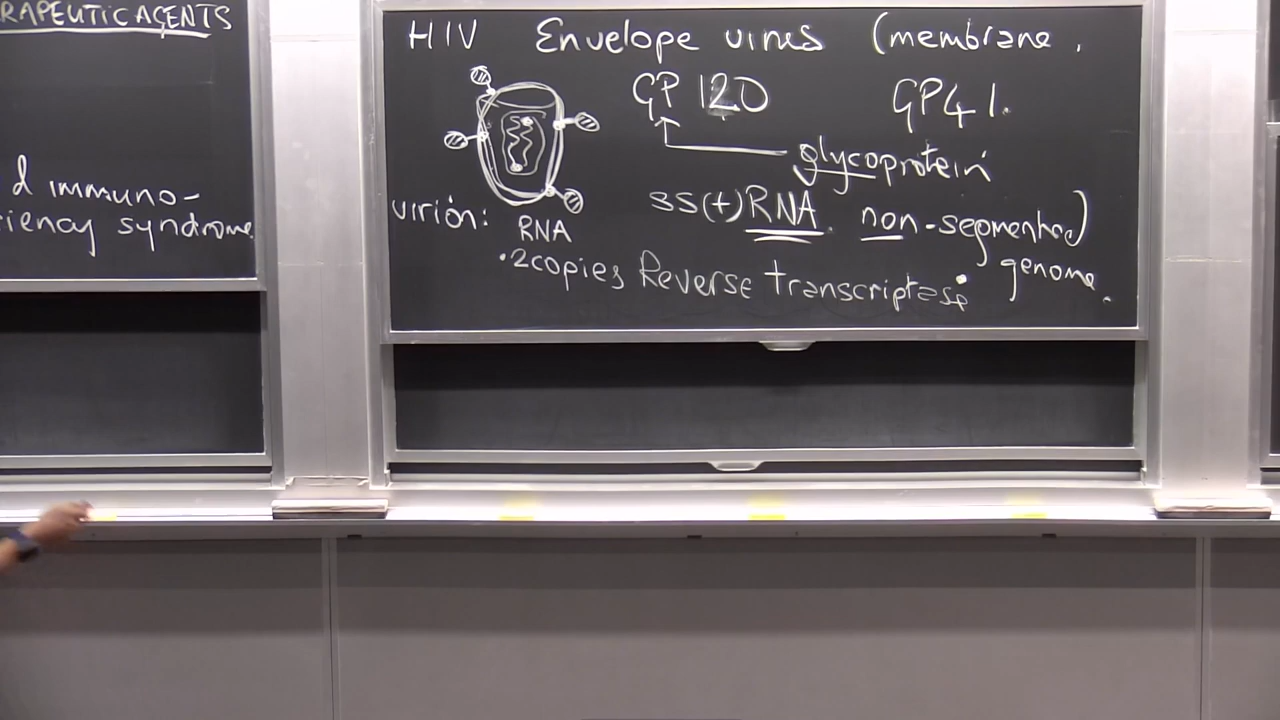 RAPEUTIC AGENTS
d immuno-
ciency syndrome
HIV Envelope virus (membrane.
GP 120 GP41.
glycoprotein
virion: RNA ss(+)RNA. non-segmented)
genome.
•2copies Reverse transcriptase